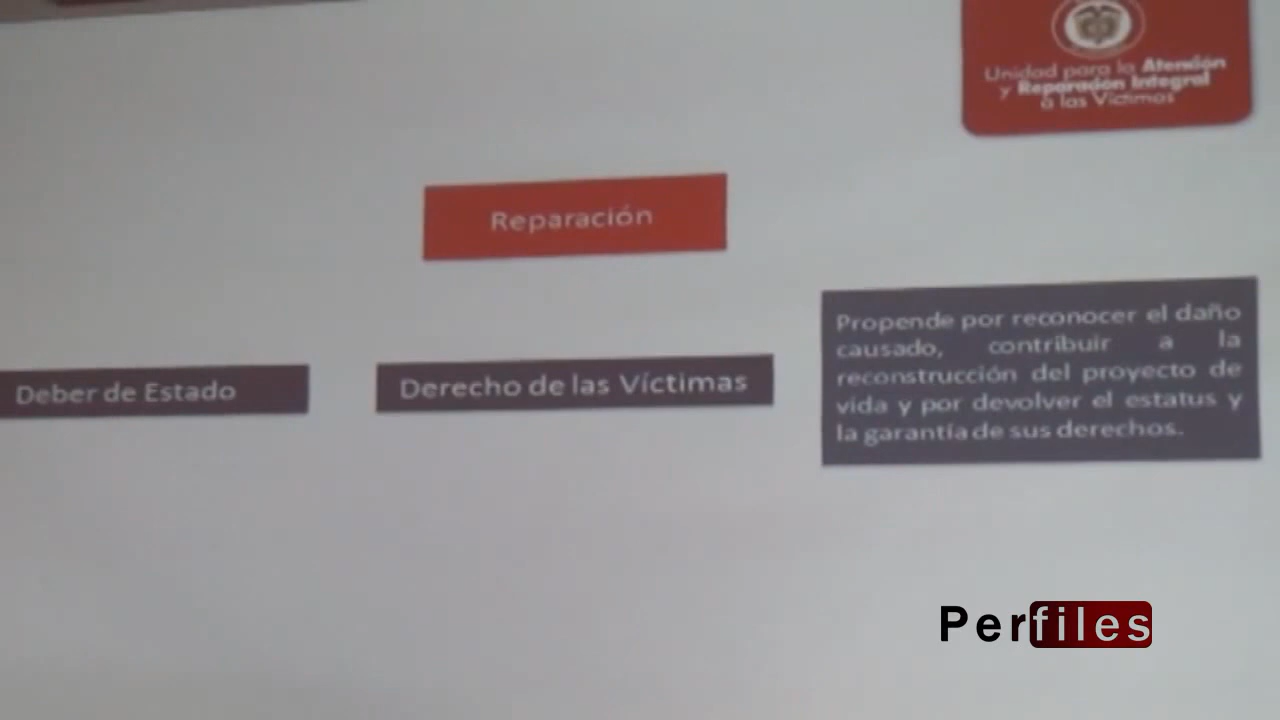 Unidad para la Atención
y Reparación Integral
a las Víctimas
Reparación
Deber de Estado
Derecho de las Víctimas
Propende por reconocer el daño
causado, contribuir a la
reconstrucción del proyecto de
vida y por devolver el estatus y
la garantía de sus derechos.
Perfiles